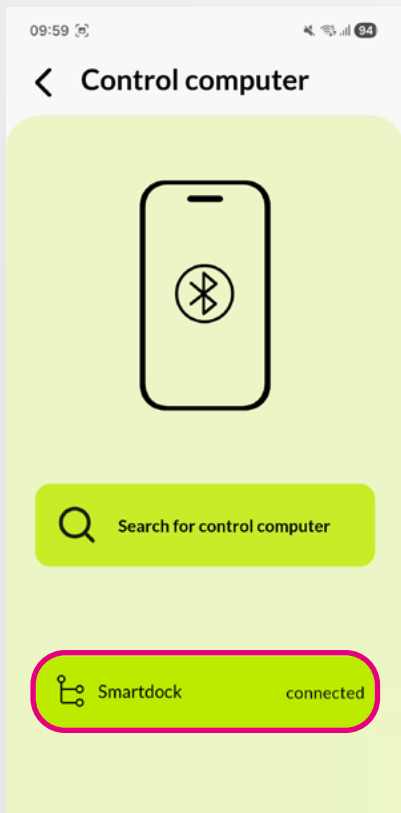 09:59 94
Control computer
Search for control computer
Smartdock connected